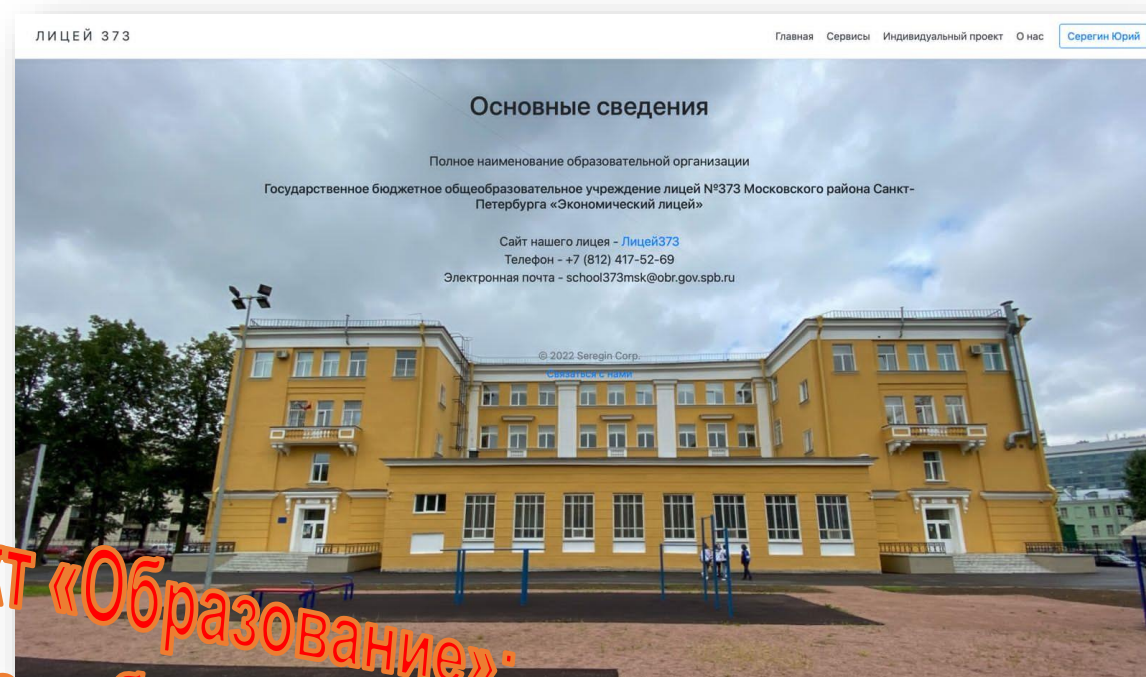 ЛИЦЕЙ 373
Главная Сервисы Индивидуальный проект О нас Серегин Юрий
Основные сведения
Полное наименование образовательной организации
Государственное бюджетное общеобразовательное учреждение лицей №373 Московского района Санкт-
Петербурга «Экономический лицей»
Сайт нашего лицея - Лицей373
Телефон - +7 (812) 417-52-69
Электронная почта - school373msk@obr.gov.spb.ru
© 2022 Seregin Corp.
Связаться с нами
«Образование»: